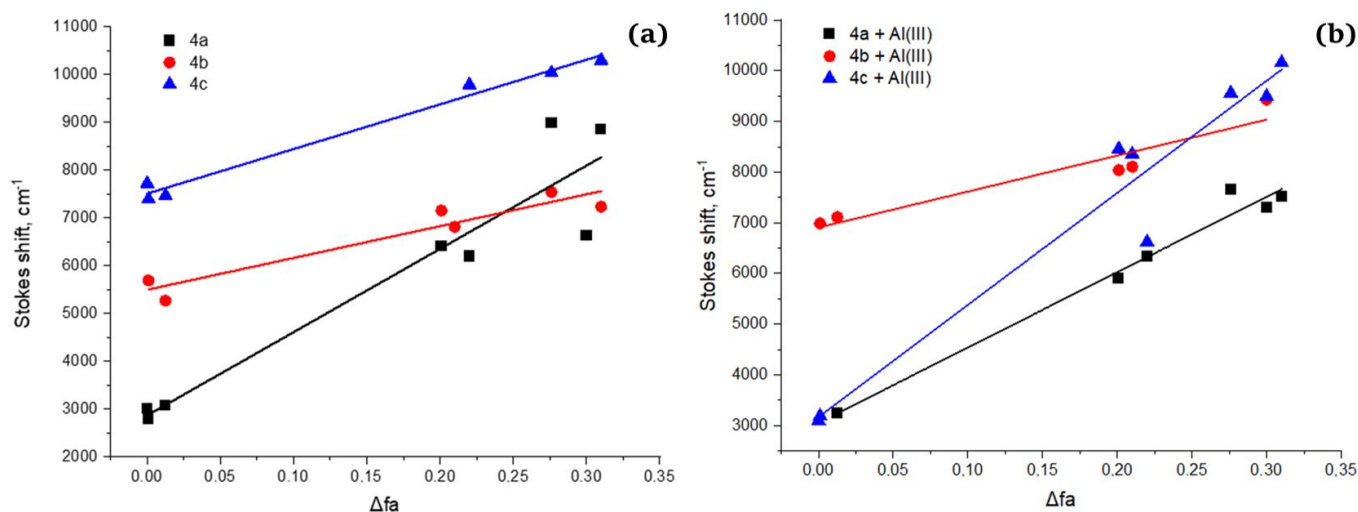 (a)
11000
10000
9000
8000
7000
6000
5000
4000
3000
2000
Stokes shift, cm-1
4a
4b
4c
0.00 0.05 0.10 0.15 0,20 0,25 0.30 0.35
Δfa
(b)
11000
10000
9000
8000
7000
6000
5000
4000
3000
Stokes shift, cm-1
4a + Al(III)
4b + Al(III)
4c + Al(III)
0.00 0.05 0.10 0.15 0,20 0,25 0.30 0,35
Δfa